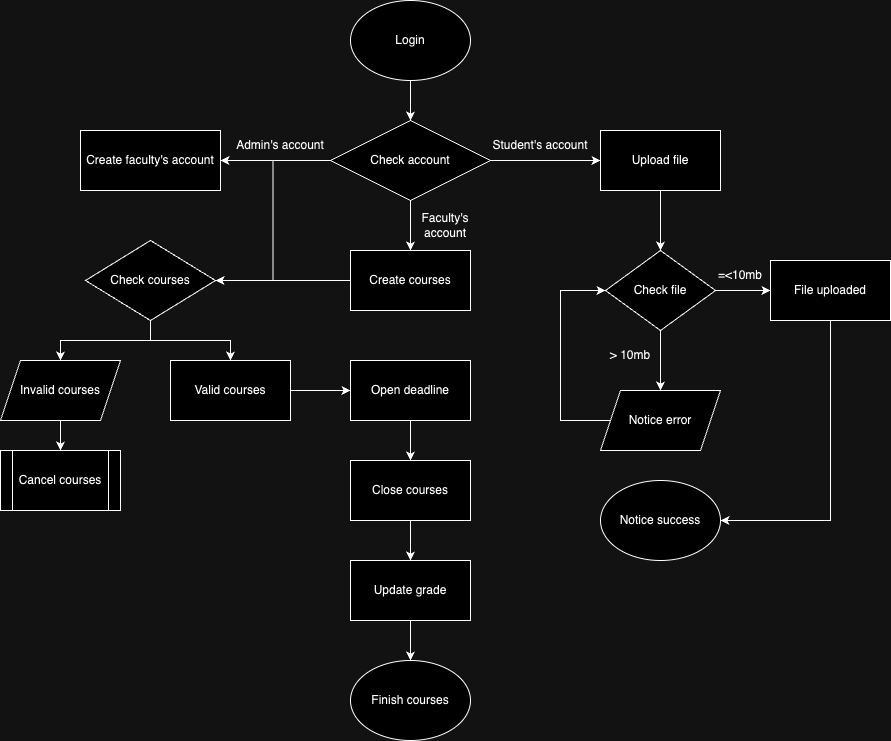 Login
Admin's account
Student's account
Create faculty's account
Check account
Upload file
Faculty's
account
Check courses
Create courses
=<10mb
Check file
File uploaded
> 10mb
Invalid courses
Valid courses
Open deadline
Notice error
Cancel courses
Close courses
Notice success
Update grade
Finish courses